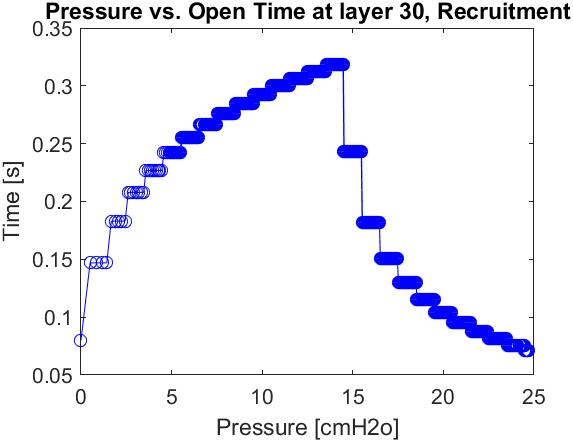 Pressure vs. Open Time at layer 30, Recruitment
0.35
0.3
0.25
0.2
0.15
0.1
0.05
Time [s]
0 5 10 15 20 25
Pressure [cmH2o]